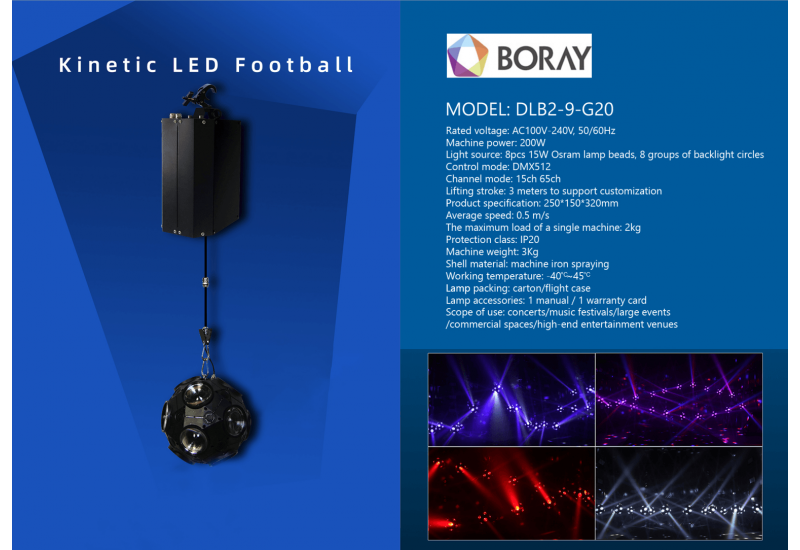 Kinetic LED Football
BORAY
MODEL: DLB2-9-G20
Rated voltage: AC100V-240V, 50/60Hz
Machine power: 200W
Light source: 8pcs 15W Osram lamp beads, 8 groups of backlight circles
Control mode: DMX512
Channel mode: 15ch 65ch
Lifting stroke: 3 meters to support customization
Product specification: 250*150*320mm
Average speed: 0.5 m/s
The maximum load of a single machine: 2kg
Protection class: IP20
Machine weight: 3Kg
Shell material: machine iron spraying
Working temperature: -40℃~45℃
Lamp packing: carton/flight case
Lamp accessories: 1 manual / 1 warranty card
Scope of use: concerts/music festivals/large events
/commercial spaces/high-end entertainment venues